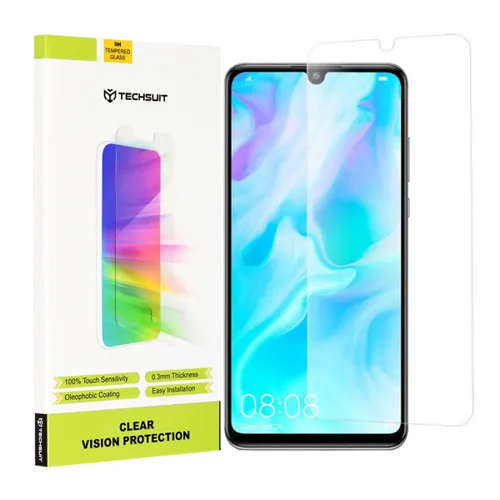 9H
TEMPERED
GLASS
TECHSUIT
100% Touch Sensitivity
0.3mm Thickness
Oleophobic Coating
Easy Installation
CLEAR
VISION PROTECTION
TECHSUIT
08:08